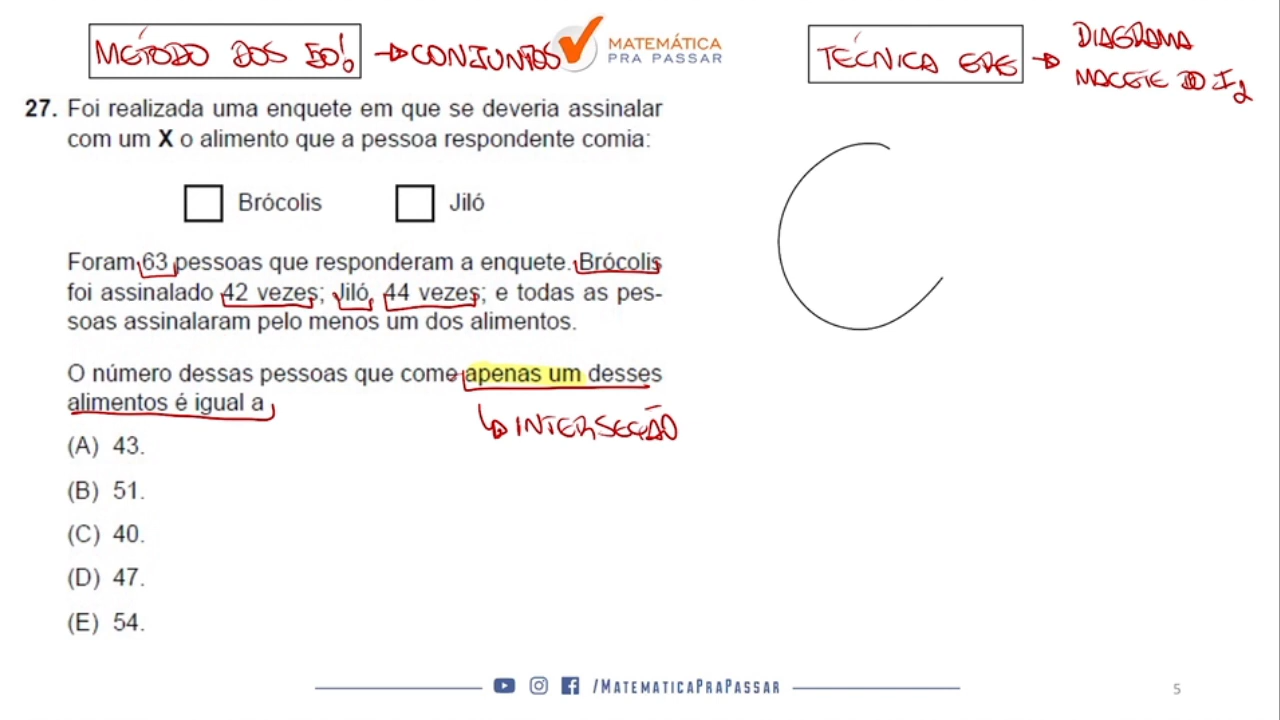 MÉTODO DOS 50! → CONJUNTOS
MATEMÁTICA
PRA PASSAR
TÉCNICA → DIAGRAMA
MACETE DO I2
27. Foi realizada uma enquete em que se deveria assinalar
com um X o alimento que a pessoa respondente comia:
Brócolis Jiló
Foram 63 pessoas que responderam a enquete. Brócolis
foi assinalado 42 vezes; Jiló, 44 vezes; e todas as pes-
soas assinalaram pelo menos um dos alimentos.
O número dessas pessoas que come apenas um desses
alimentos é igual a
↳ INTERSEÇÃO
(A) 43.
(B) 51.
(C) 40.
(D) 47.
(E) 54.
/MATEMATICAPRAPASSAR
5